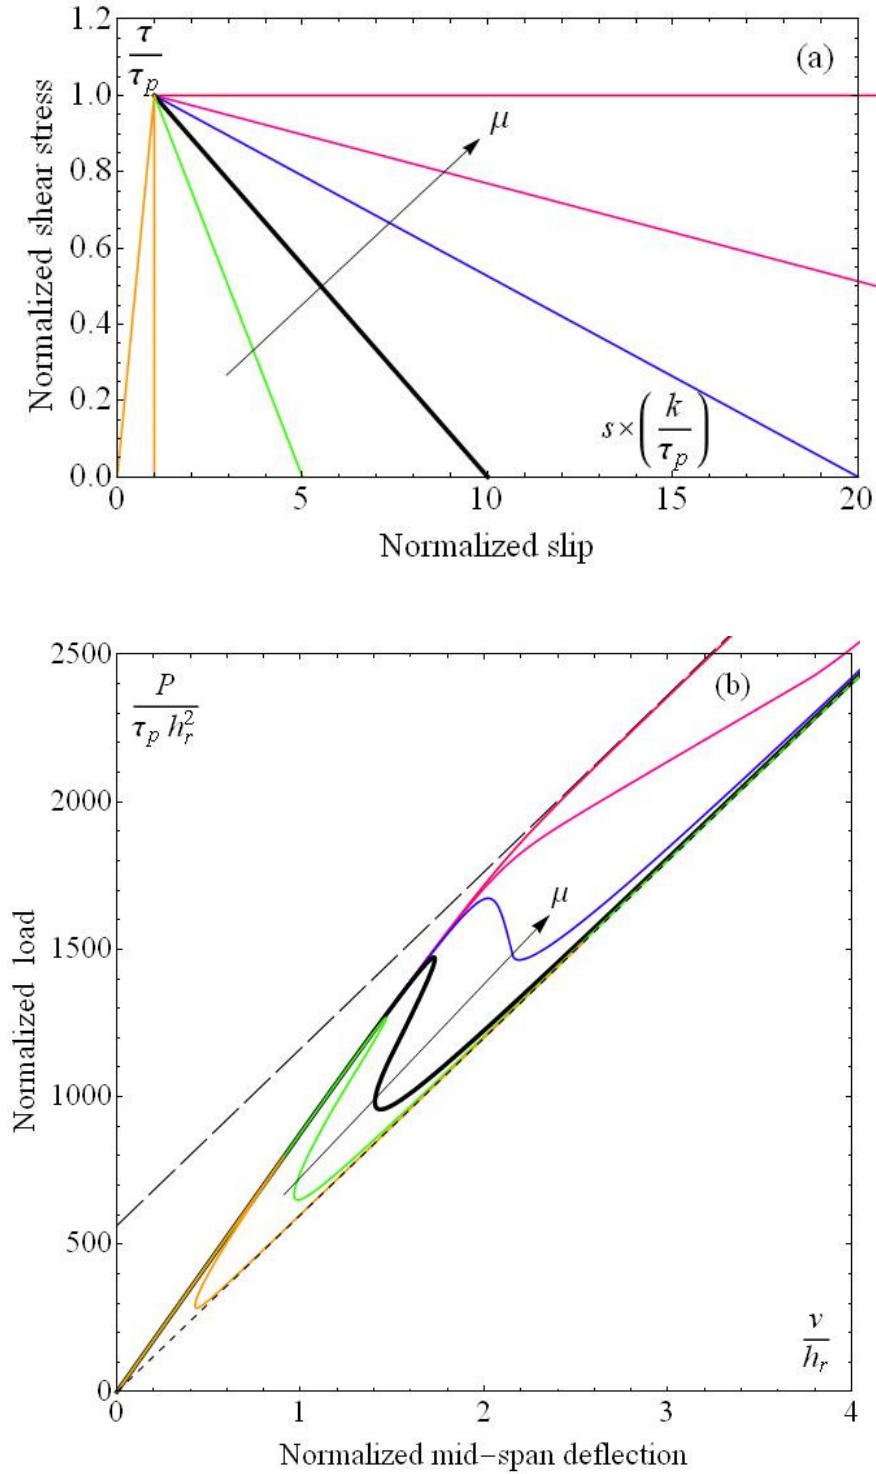 1.2
τ/τp
(a)
1.0
μ
0.8
0.6
0.4
0.2
0.0
s×(k/τp)
0 5 10 15 20
Normalized shear stress
Normalized slip
2500
P/(τp hr²)
(b)
2000
μ
1500
1000
500
0
v/hr
0 1 2 3 4
Normalized load
Normalized mid-span deflection